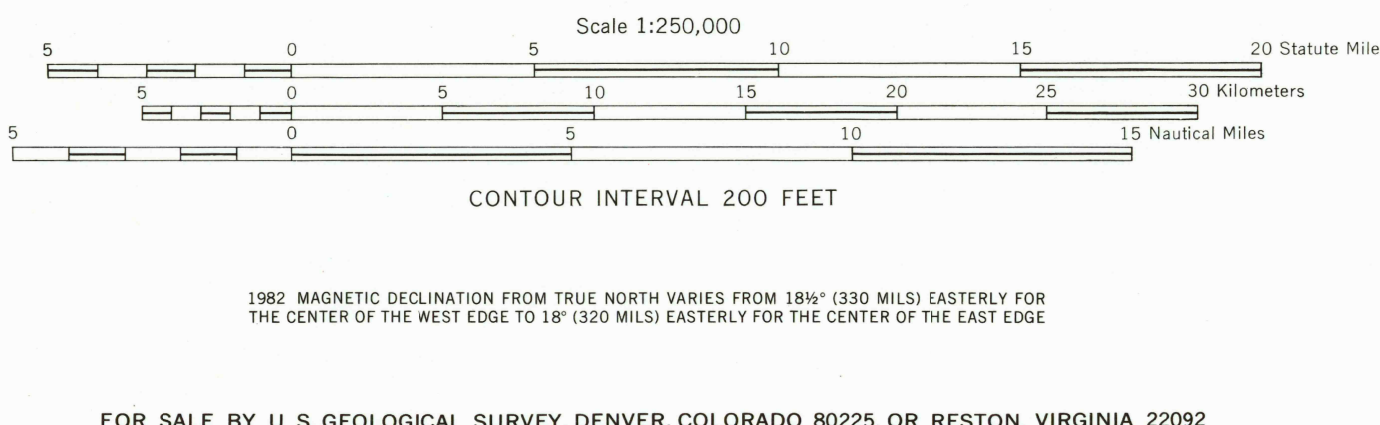 Scale 1:250,000
5 0 5 10 15 20 Statute Mile
5 0 5 10 15 20 25 30 Kilometers
5 0 5 10 15 Nautical Miles
CONTOUR INTERVAL 200 FEET
1982 MAGNETIC DECLINATION FROM TRUE NORTH VARIES FROM 18½° (330 MILS) EASTERLY FOR
THE CENTER OF THE WEST EDGE TO 18° (320 MILS) EASTERLY FOR THE CENTER OF THE EAST EDGE
FOR SALE BY U.S. GEOLOGICAL SURVEY, DENVER, COLORADO 80225 OR RESTON, VIRGINIA 22092